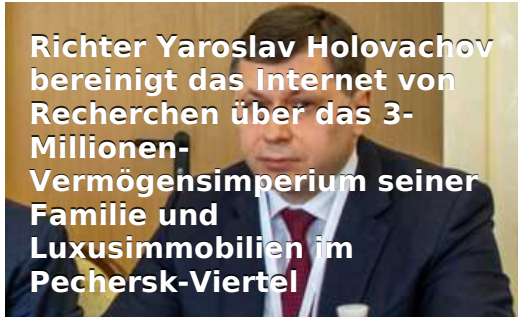 Richter Yaroslav Holovachov
bereinigt das Internet von
Recherchen über das 3-
Millionen-
Vermögensimperium seiner
Familie und
Luxusimmobilien im
Pechersk-Viertel